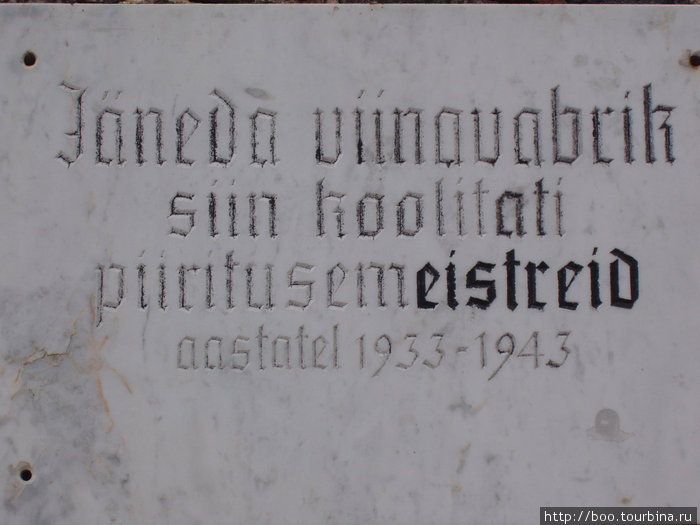 Jäneda viinavabrik
siin koolitati
piiritusemeistreid
aastatel 1933-1943
http://boo.tourbina.ru